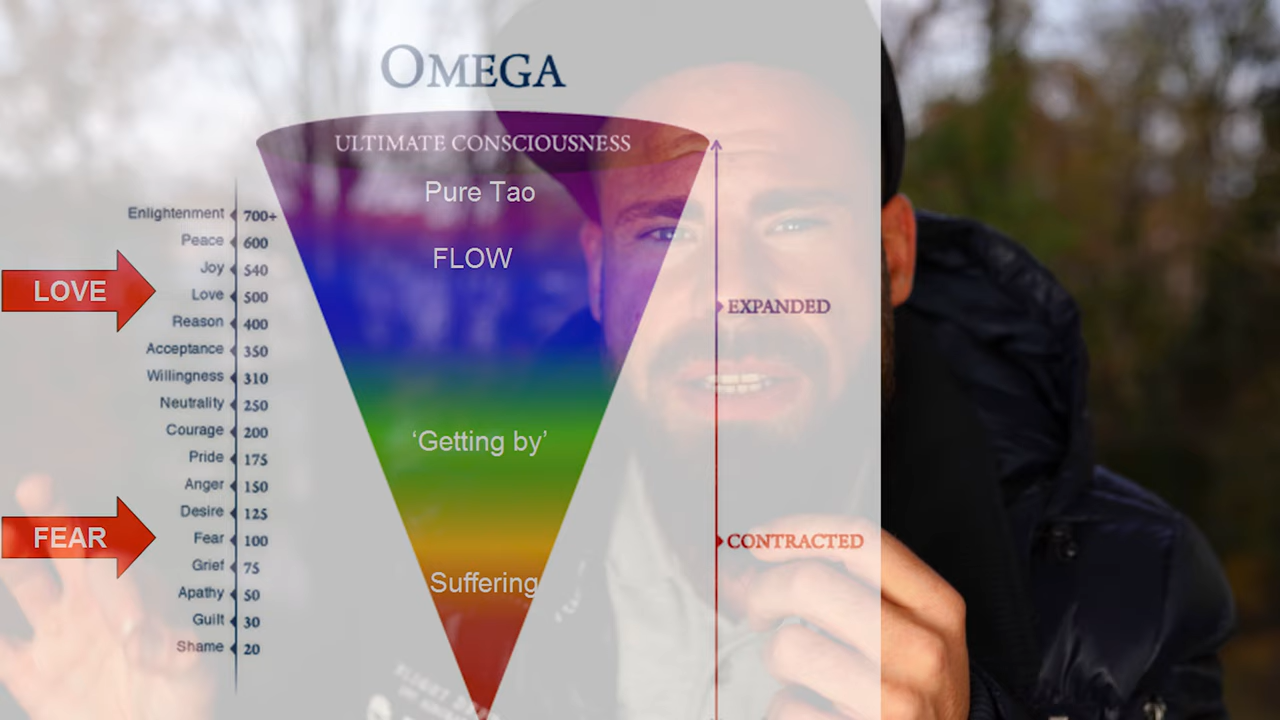 OMEGA
ULTIMATE CONSCIOUSNESS
Pure Tao
FLOW
'Getting by'
Suffering
Enlightenment 700+
Peace 600
Joy 540
Love 500
Reason 400
Acceptance 350
Willingness 310
Neutrality 250
Courage 200
Pride 175
Anger 150
Desire 125
Fear 100
Grief 75
Apathy 50
Guilt 30
Shame 20
LOVE
FEAR
EXPANDED
CONTRACTED